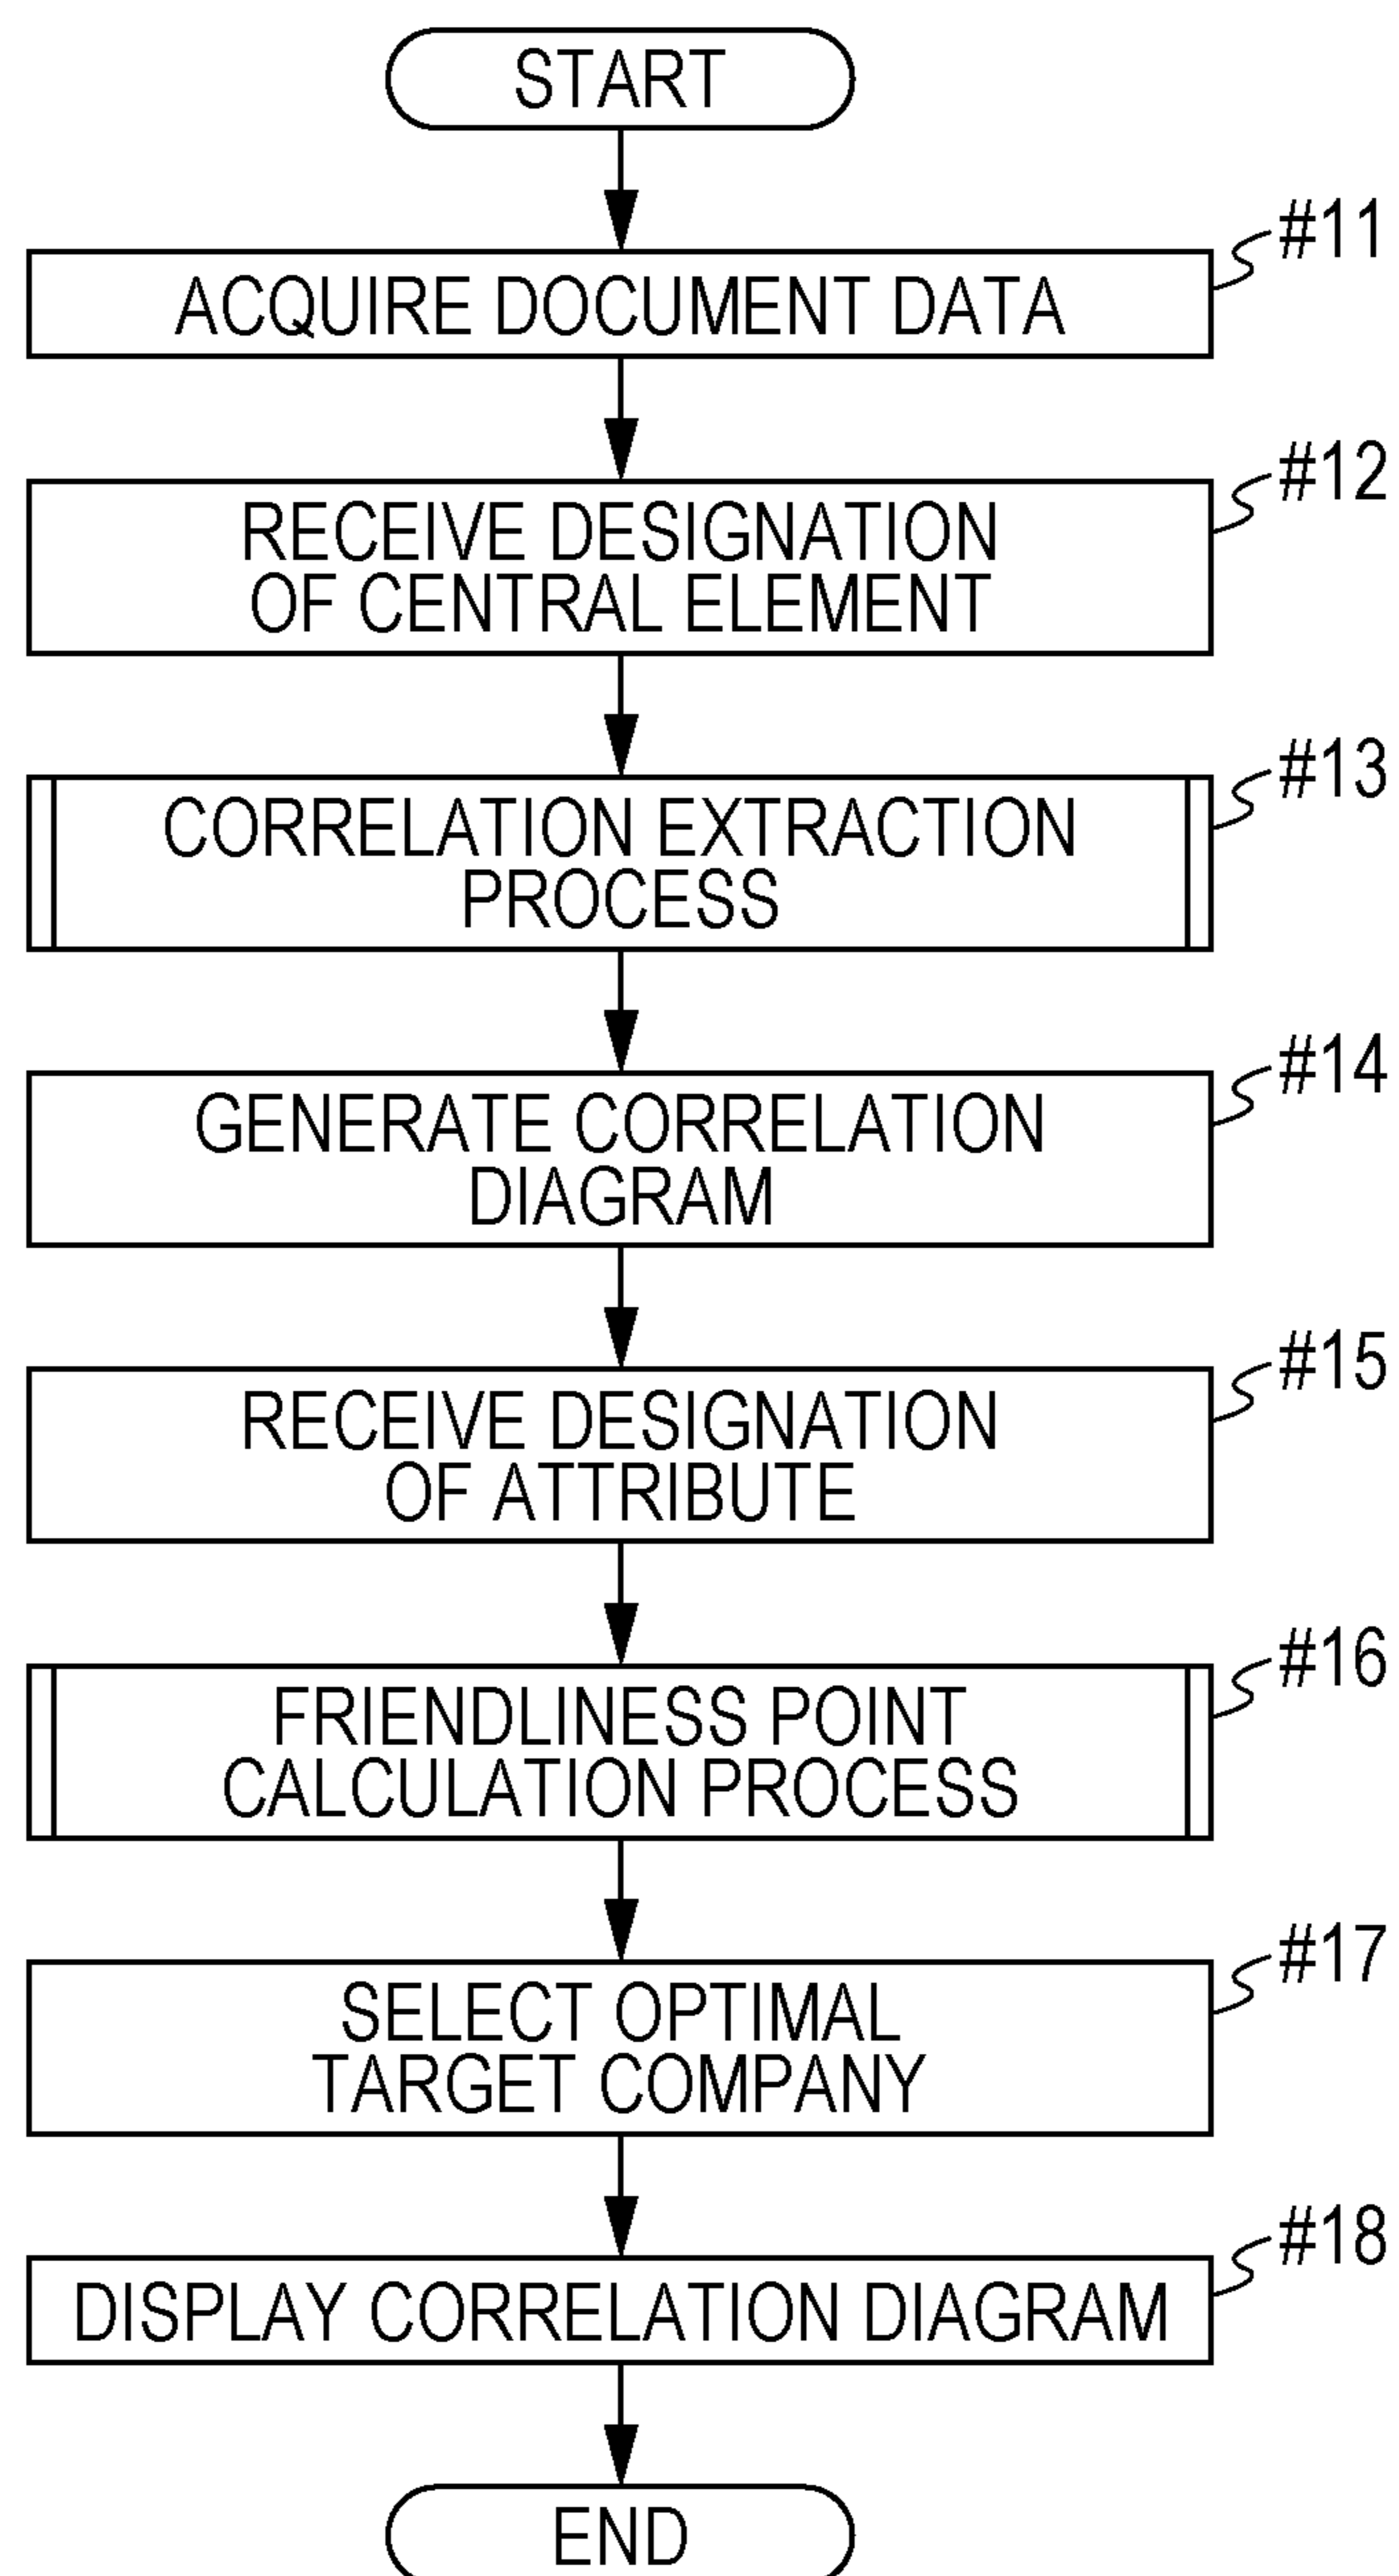 START
#11
ACQUIRE DOCUMENT DATA
#12
RECEIVE DESIGNATION
OF CENTRAL ELEMENT
#13
CORRELATION EXTRACTION
PROCESS
#14
GENERATE CORRELATION
DIAGRAM
#15
RECEIVE DESIGNATION
OF ATTRIBUTE
#16
FRIENDLINESS POINT
CALCULATION PROCESS
#17
SELECT OPTIMAL
TARGET COMPANY
#18
DISPLAY CORRELATION DIAGRAM
END